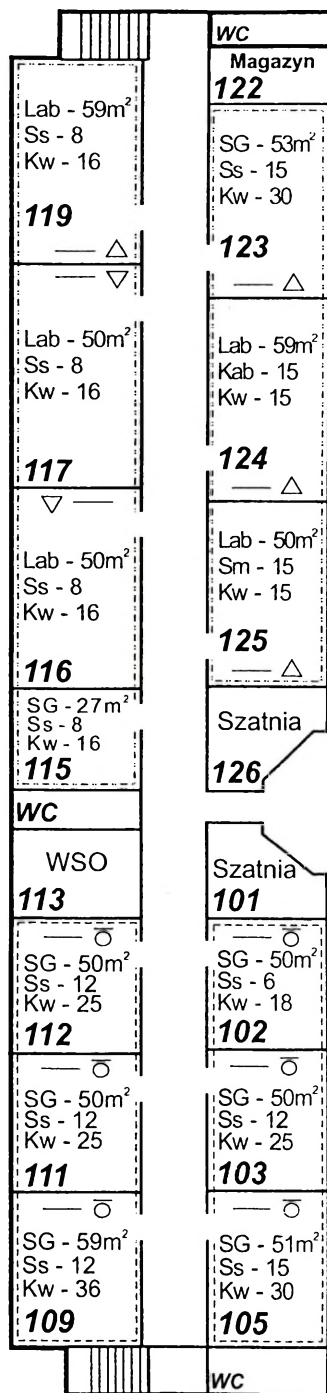 WC
Magazyn
122
Lab - 59m²
Ss - 8
Kw - 16
119
SG - 53m²
Ss - 15
Kw - 30
123
Lab - 50m²
Ss - 8
Kw - 16
117
Lab - 59m²
Kab - 15
Kw - 15
124
Lab - 50m²
Ss - 8
Kw - 16
116
Lab - 50m²
Sm - 15
Kw - 15
125
SG - 27m²
Ss - 8
Kw - 16
115
Szatnia
126
WC
WSO
113
Szatnia
101
SG - 50m²
Ss - 12
Kw - 25
112
SG - 50m²
Ss - 6
Kw - 18
102
SG - 50m²
Ss - 12
Kw - 25
111
SG - 50m²
Ss - 12
Kw - 25
103
SG - 59m²
Ss - 12
Kw - 36
109
SG - 51m²
Ss - 15
Kw - 30
105
WC